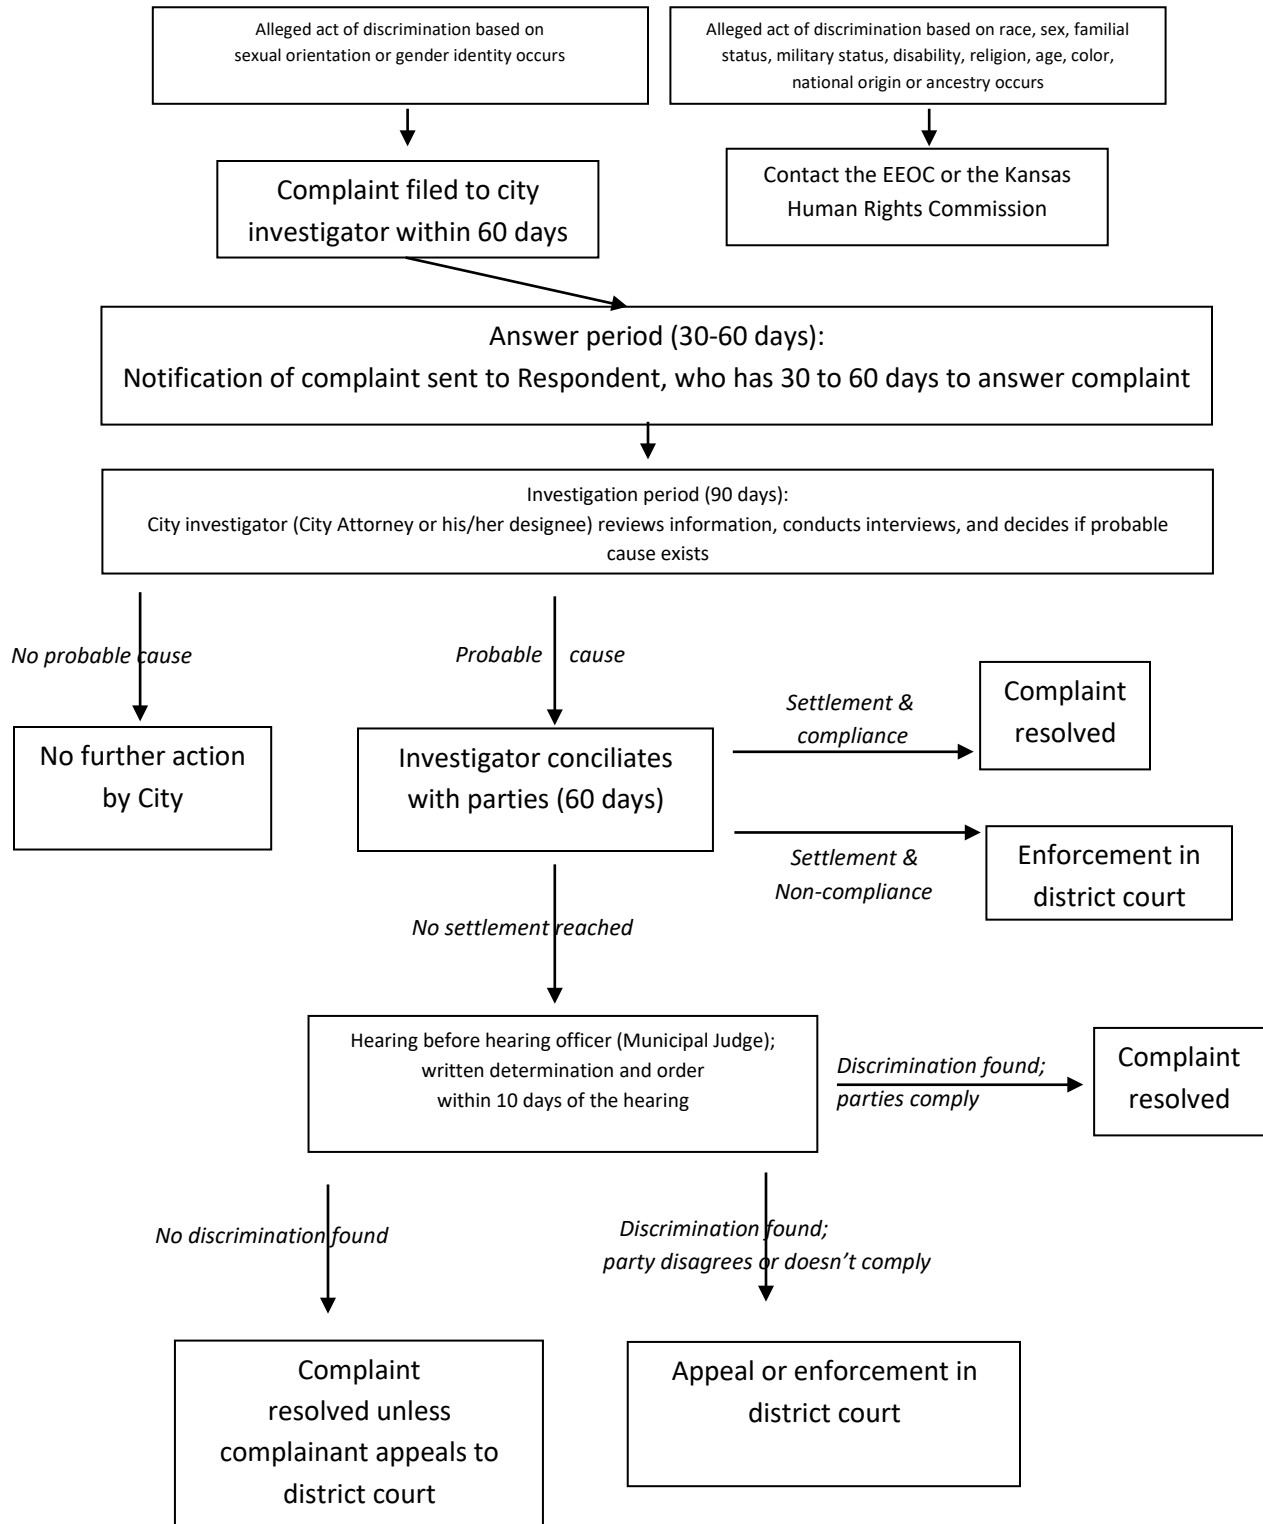 Alleged act of discrimination based on
sexual orientation or gender identity occurs
Alleged act of discrimination based on race, sex, familial
status, military status, disability, religion, age, color,
national origin or ancestry occurs
Complaint filed to city
investigator within 60 days
Contact the EEOC or the Kansas
Human Rights Commission
Answer period (30-60 days):
Notification of complaint sent to Respondent, who has 30 to 60 days to answer complaint
Investigation period (90 days):
City investigator (City Attorney or his/her designee) reviews information, conducts interviews, and decides if probable
cause exists
No probable cause
Probable cause
No further action
by City
Investigator conciliates
with parties (60 days)
Settlement &
compliance
Complaint
resolved
Settlement &
Non-compliance
Enforcement in
district court
No settlement reached
Hearing before hearing officer (Municipal Judge);
written determination and order
within 10 days of the hearing
Discrimination found;
parties comply
Complaint
resolved
No discrimination found
Discrimination found;
party disagrees or doesn't comply
Complaint
resolved unless
complainant appeals to
district court
Appeal or enforcement in
district court